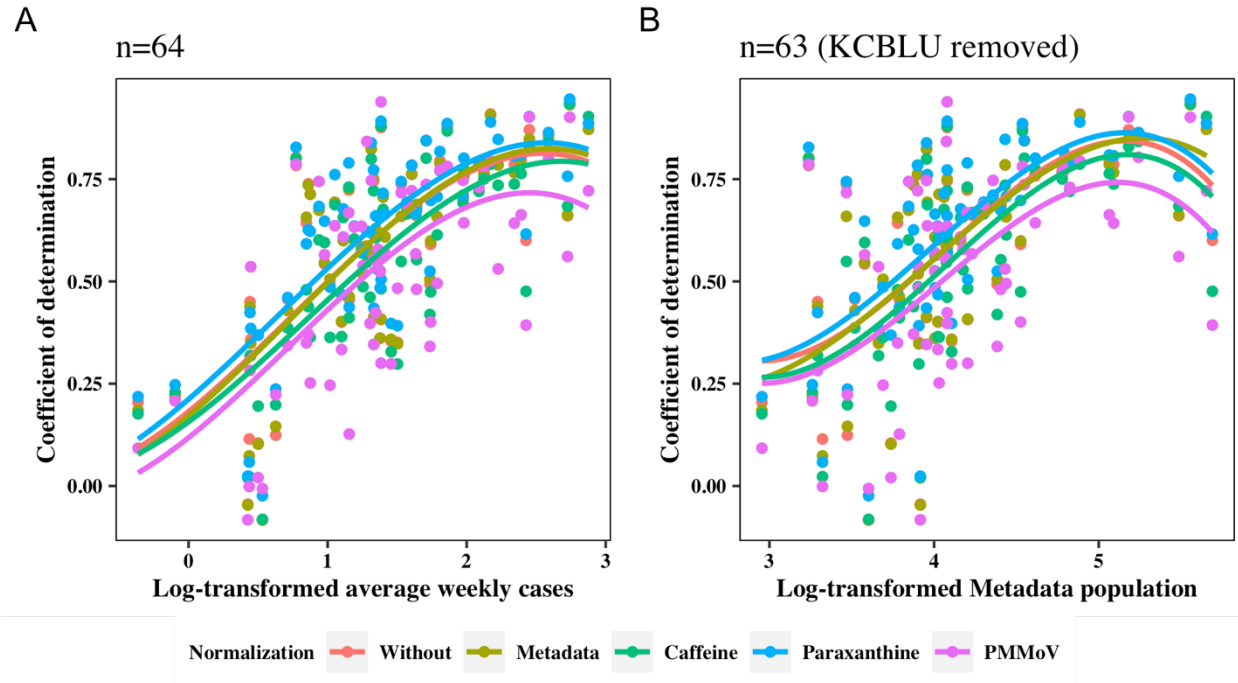 A
n=64
Coefficient of determination
0.75
0.50
0.25
0.00
0 1 2 3
Log-transformed average weekly cases
B
n=63 (KCBLU removed)
Coefficient of determination
0.75
0.50
0.25
0.00
3 4 5
Log-transformed Metadata population
Normalization Without Metadata Caffeine Paraxanthine PMMoV